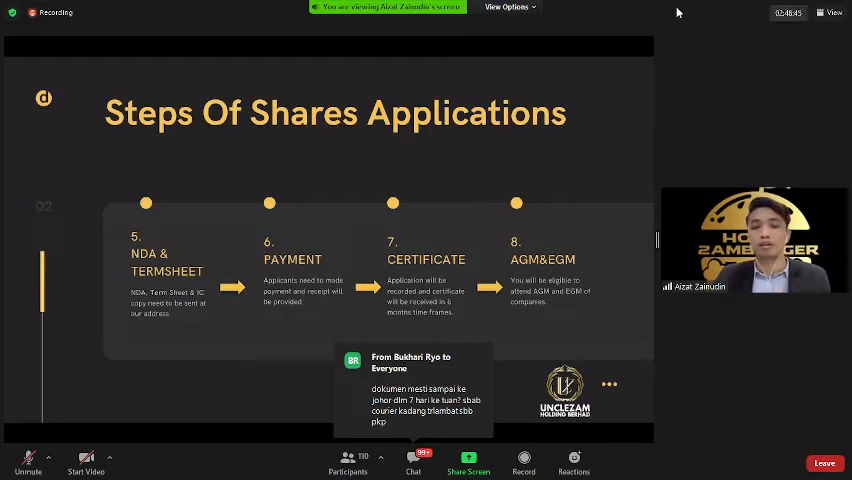 Recording
You are viewing Aizat Zainudin's screen
View Options
02:48:45
View
d
Steps Of Shares Applications
02
5.
NDA &
TERMSHEET
NDA, Term Sheet & IC
copy need to be sent at
our address
6.
PAYMENT
Applicants need to made
payment and receipt will
be provided
7.
CERTIFICATE
Application will be
recorded and certificate
will be received in 6
months time frames.
8.
AGM&EGM
You will be eligible to
attend AGM and EGM of
companies.
Aizat Zainudin
BR
From Bukhari Ryo to
Everyone
dokumen mesti sampai ke
johor dlm 7 hari ke tuan? sbab
courier kadang trlambat sbb
pkp
UNCLEZAM
HOLDING BERHAD
Unmute
Start Video
110
Participants
99+
Chat
Share Screen
Record
Reactions
Leave